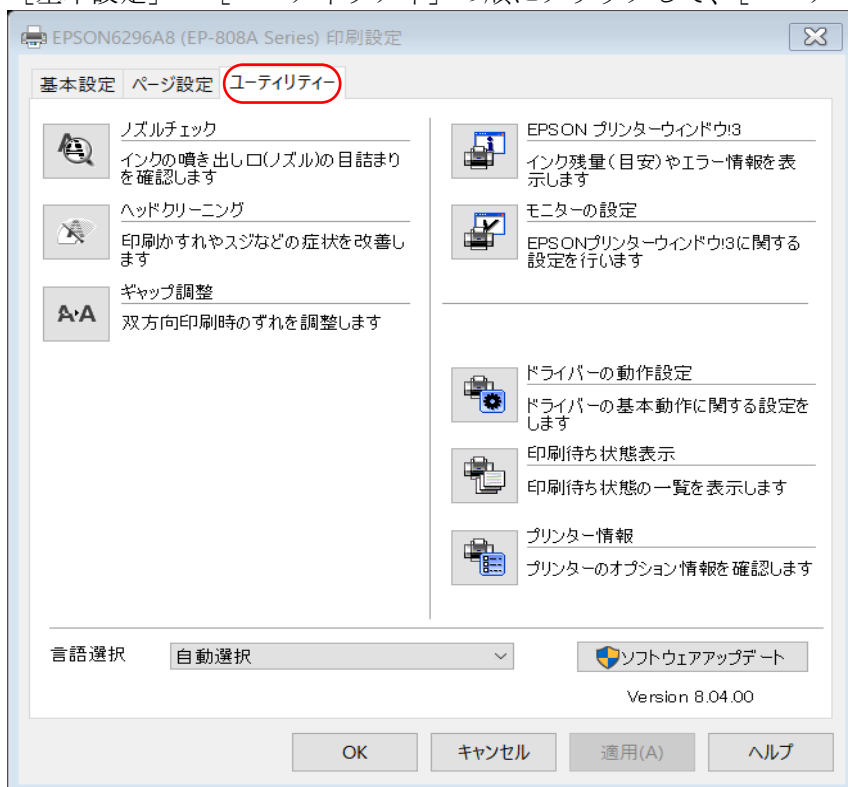 EPSON6296A8 (EP-808A Series) 印刷設定
基本設定 ページ設定 ユーティリティー
ノズルチェック
インクの噴き出し口(ノズル)の目詰まり
を確認します
ヘッドクリーニング
印刷かすれやスジなどの症状を改善し
ます
ギャップ調整
A▸A
双方向印刷時のずれを調整します
EPSON プリンターウィンドウ!3
インク残量(目安)やエラー情報を表
示します
モニターの設定
EPSONプリンターウィンドウ!3に関する
設定を行います
ドライバーの動作設定
ドライバーの基本動作に関する設定を
します
印刷待ち状態表示
印刷待ち状態の一覧を表示します
プリンター情報
プリンターのオプション情報を確認します
言語選択 自動選択
ソフトウェアアップデート
Version 8.04.00
OK キャンセル 適用(A) ヘルプ